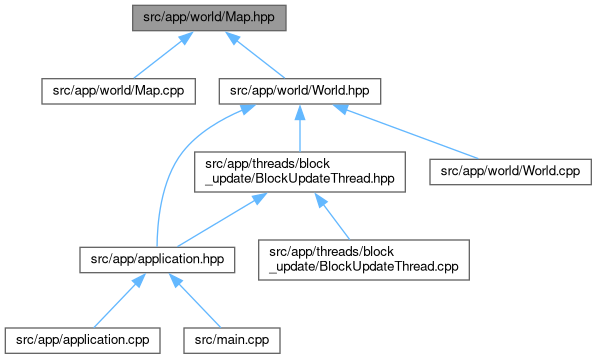 src/app/world/Map.hpp
src/app/world/Map.cpp
src/app/world/World.hpp
src/app/threads/block
_update/BlockUpdateThread.hpp
src/app/world/World.cpp
src/app/application.hpp
src/app/threads/block
_update/BlockUpdateThread.cpp
src/app/application.cpp
src/main.cpp